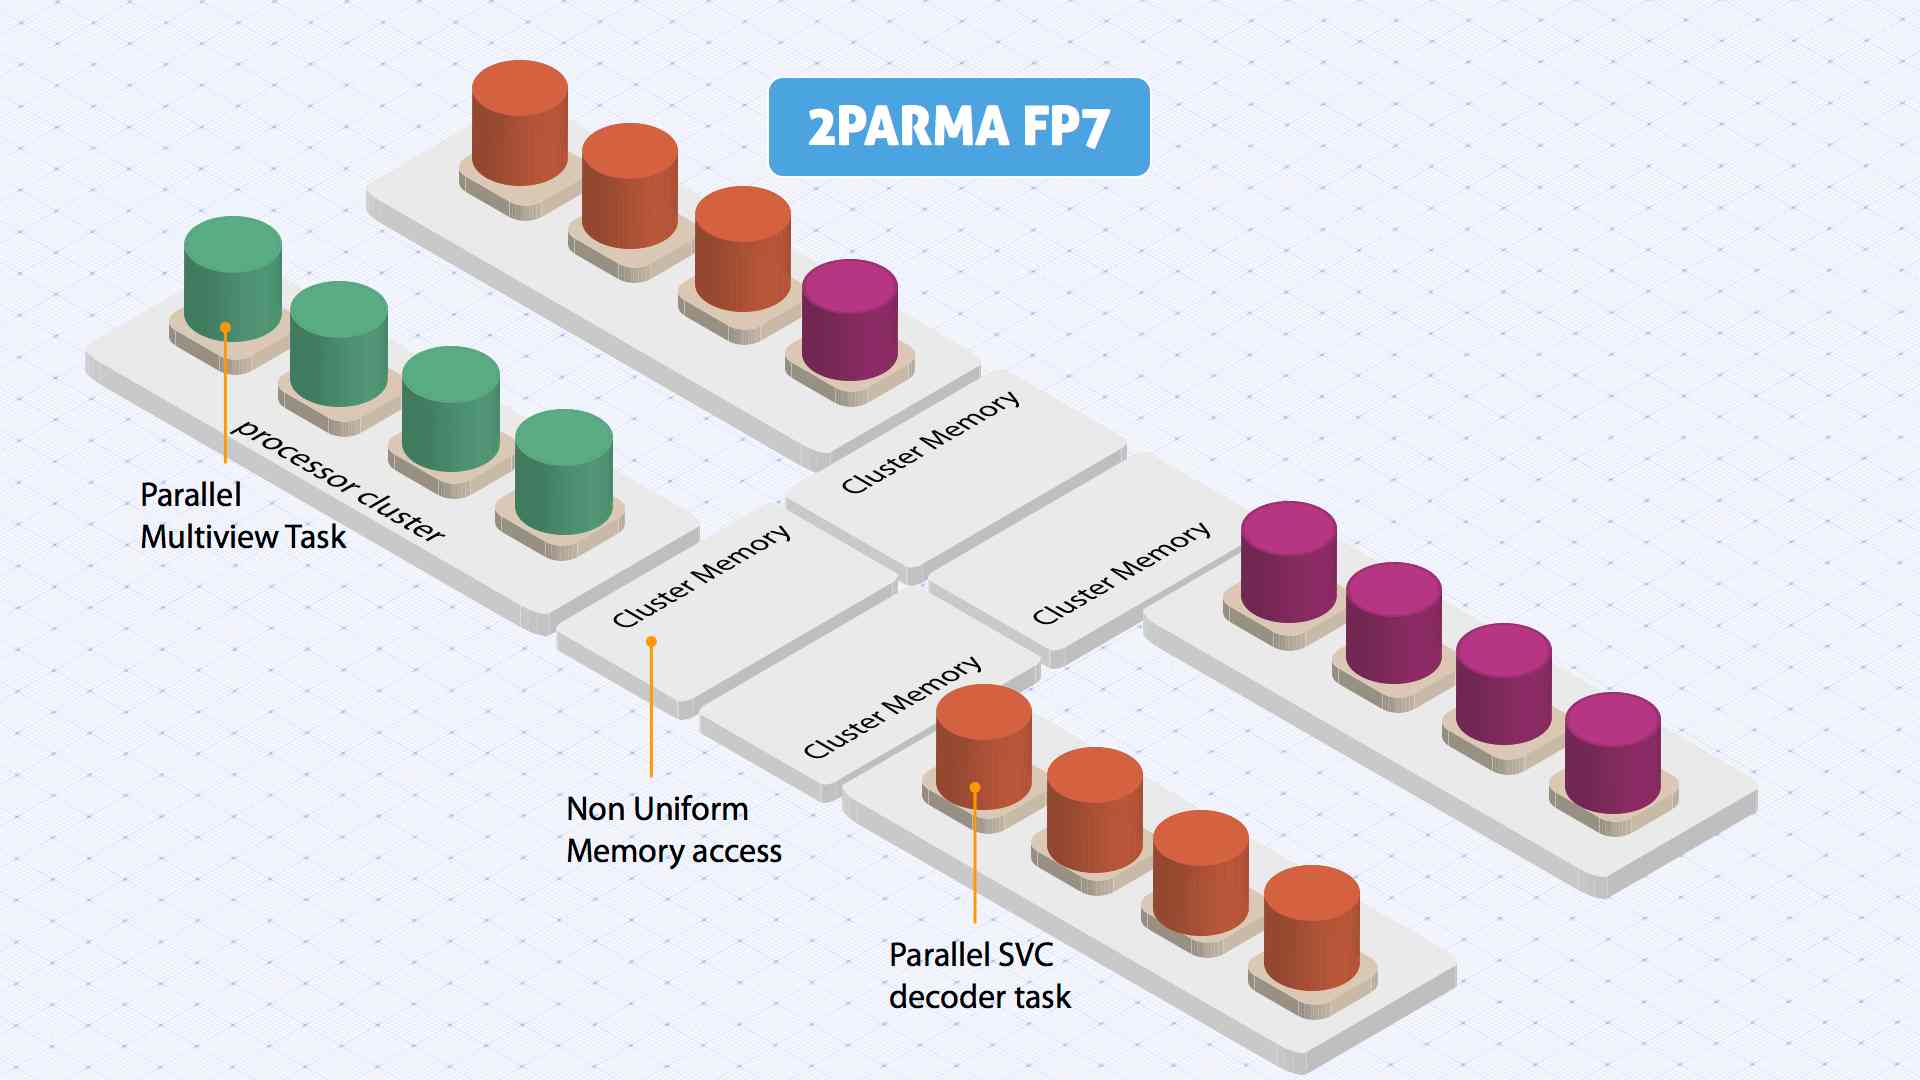 2PARMA FP7
Cluster Memory
processor cluster
Parallel
Multiview Task
Cluster Memory
Cluster Memory
Cluster Memory
Non Uniform
Memory access
Parallel SVC
decoder task